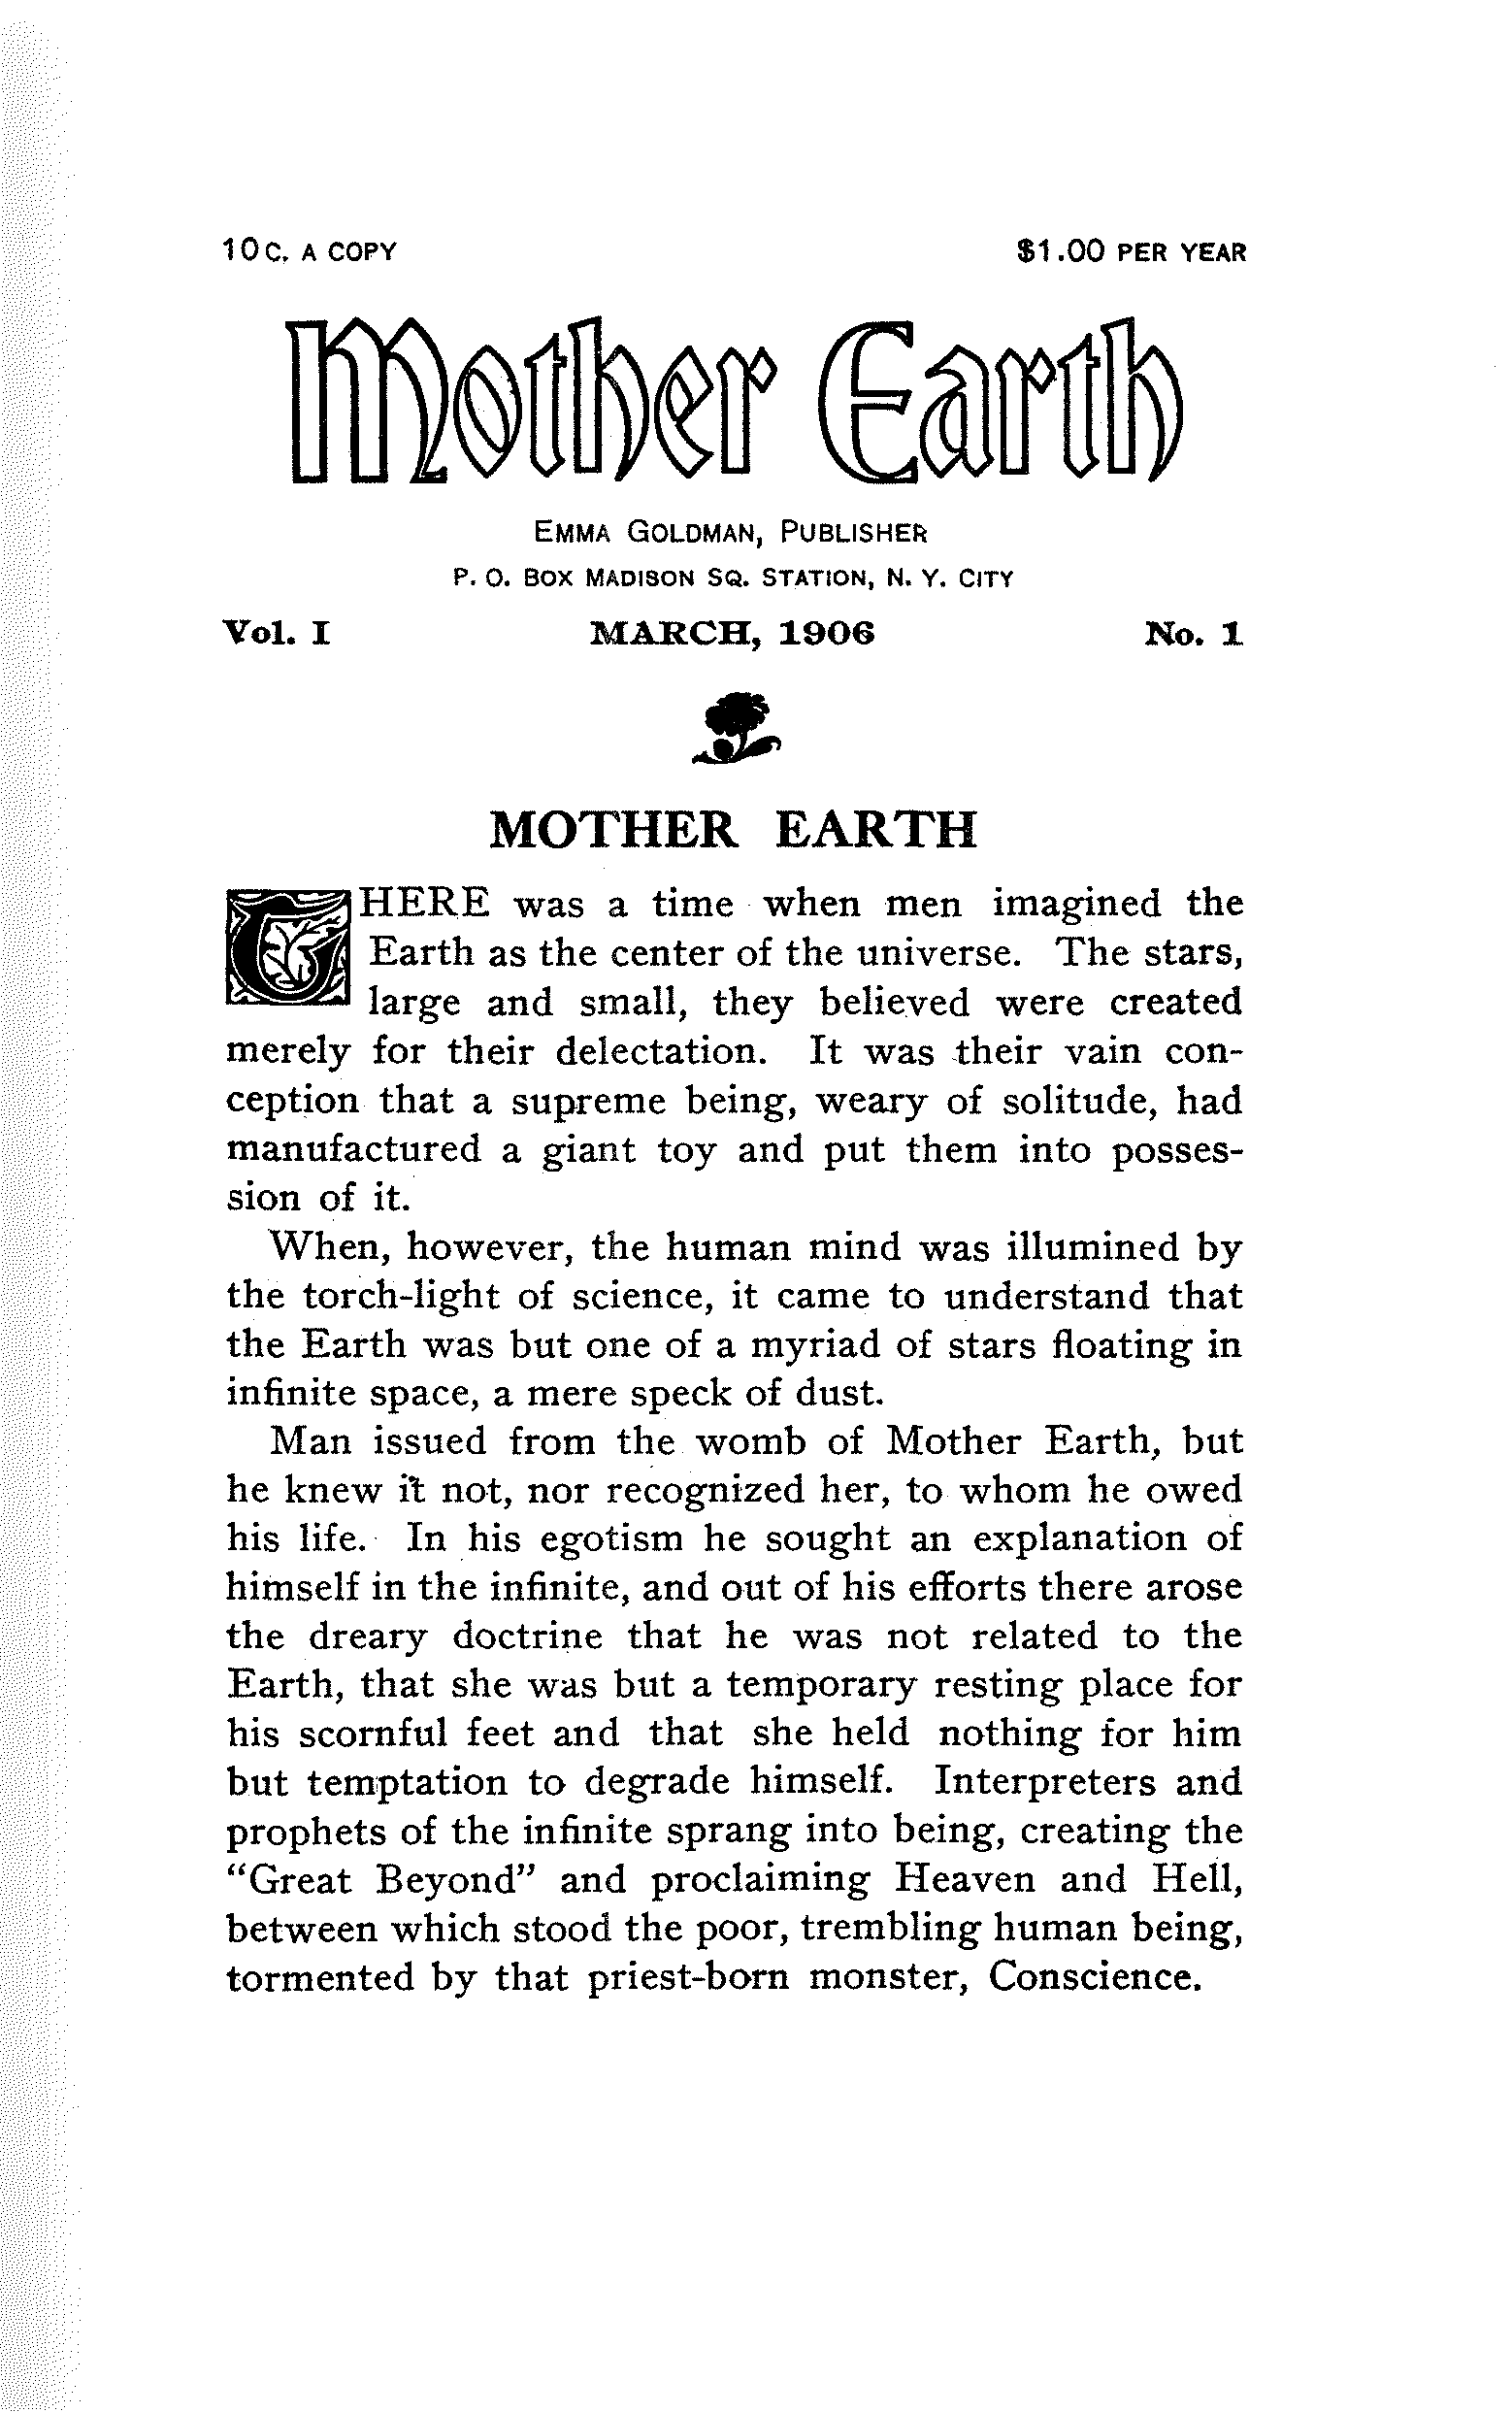 10c. A COPY $1.00 PER YEAR
Mother Earth
EMMA GOLDMAN, PUBLISHER
P. O. BOX MADISON SQ. STATION, N. Y. CITY
Vol. I MARCH, 1906 No. 1
MOTHER EARTH
THERE was a time when men imagined the
Earth as the center of the universe. The stars,
large and small, they believed were created
merely for their delectation. It was their vain con-
ception that a supreme being, weary of solitude, had
manufactured a giant toy and put them into posses-
sion of it.
When, however, the human mind was illumined by
the torch-light of science, it came to understand that
the Earth was but one of a myriad of stars floating in
infinite space, a mere speck of dust.
Man issued from the womb of Mother Earth, but
he knew it not, nor recognized her, to whom he owed
his life. In his egotism he sought an explanation of
himself in the infinite, and out of his efforts there arose
the dreary doctrine that he was not related to the
Earth, that she was but a temporary resting place for
his scornful feet and that she held nothing for him
but temptation to degrade himself. Interpreters and
prophets of the infinite sprang into being, creating the
“Great Beyond” and proclaiming Heaven and Hell,
between which stood the poor, trembling human being,
tormented by that priest-born monster, Conscience.